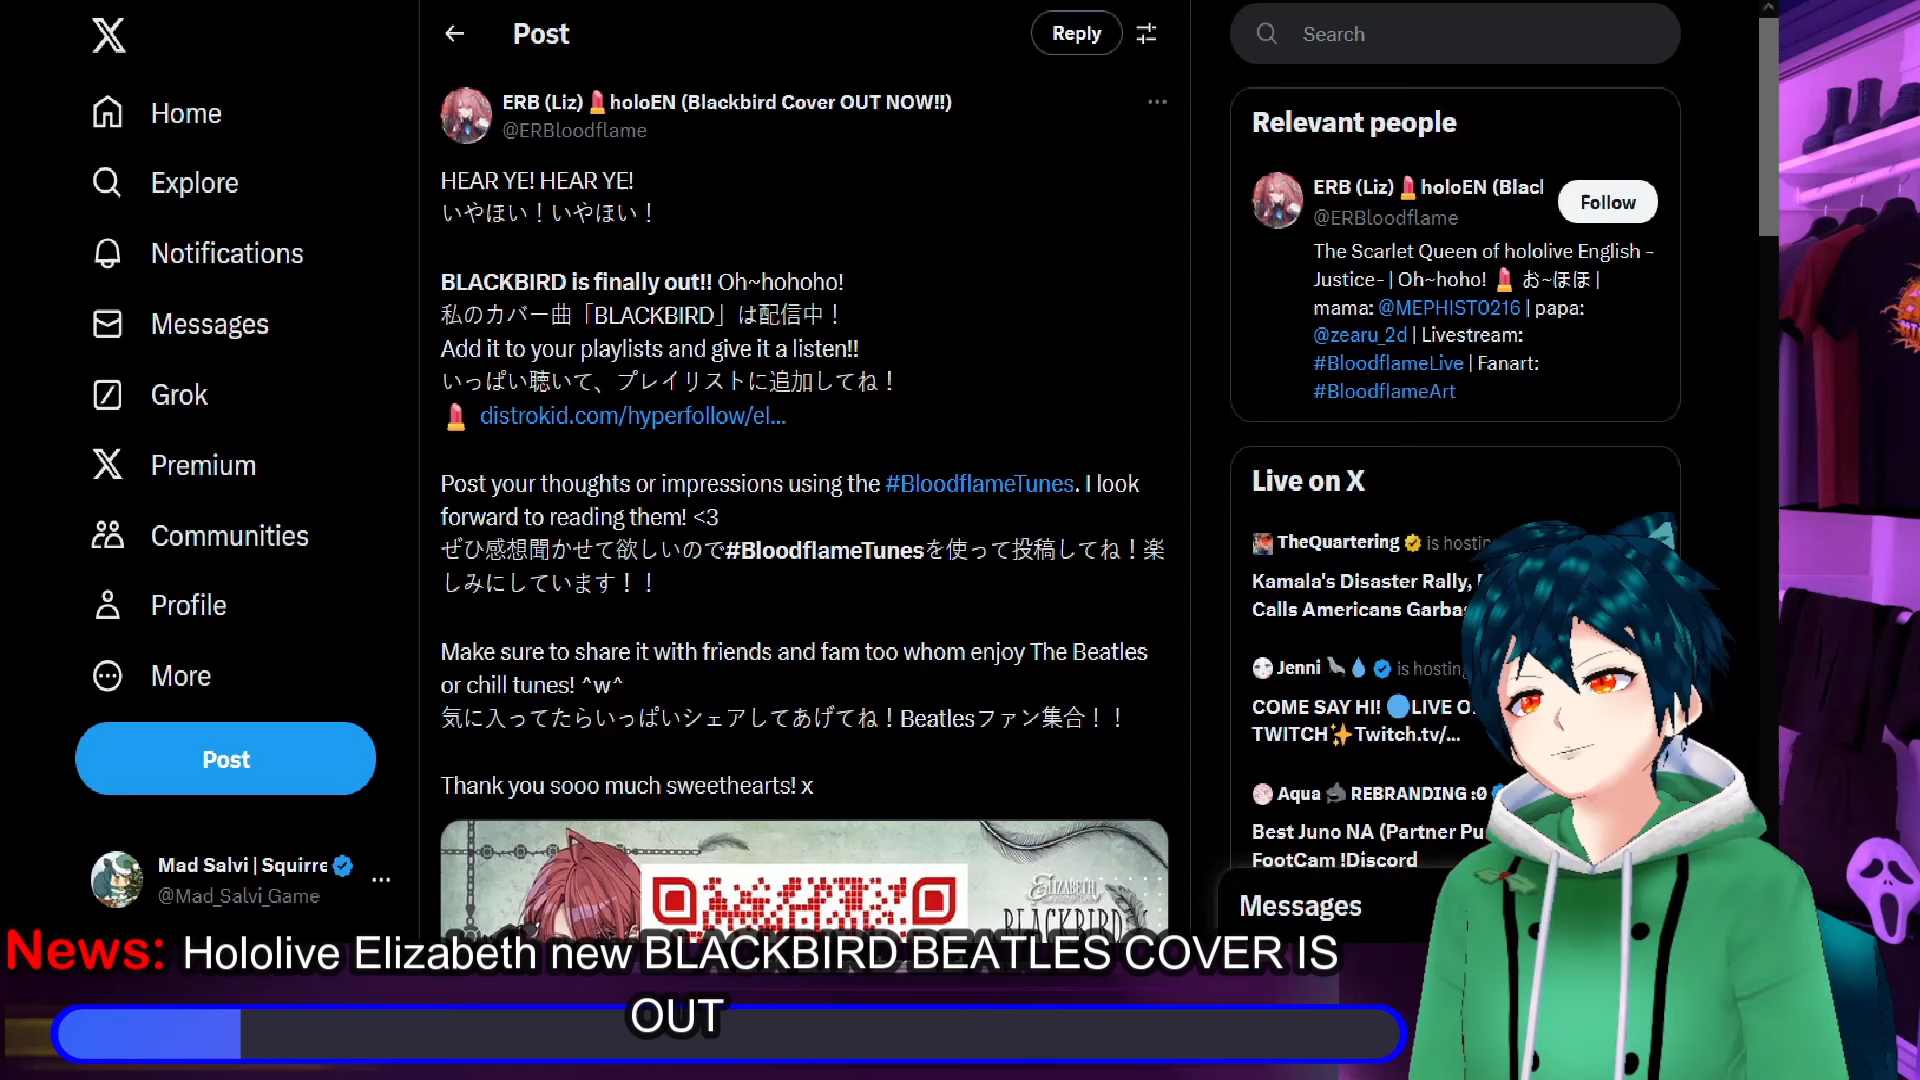 Home
Explore
Notifications
Messages
Grok
Premium
Communities
Profile
More
Post
Mad Salvi | Squirre
@Mad_Salvi_Game
Post
Reply
ERB (Liz)💄holoEN (Blackbird Cover OUT NOW!!)
@ERBloodflame
HEAR YE! HEAR YE!
いやほい！いやほい！
BLACKBIRD is finally out!! Oh~hohoho!
私のカバー曲「BLACKBIRD」は配信中！
Add it to your playlists and give it a listen!!
いっぱい聴いて、プレイリストに追加してね！
💄 distrokid.com/hyperfollow/el...
Post your thoughts or impressions using the #BloodflameTunes. I look
forward to reading them! <3
ぜひ感想聞かせて欲しいので#BloodflameTunesを使って投稿してね！楽
しみにしています！！
Make sure to share it with friends and fam too whom enjoy The Beatles
or chill tunes! ^w^
気に入ってたらいっぱいシェアしてあげてね！Beatlesファン集合！！
Thank you sooo much sweethearts! x
ELIZABETH
BLACKBIRD
Search
Relevant people
ERB (Liz)💄holoEN (Blacl
@ERBloodflame
Follow
The Scarlet Queen of hololive English -
Justice- | Oh~hoho! 💄 お~ほほ |
mama: @MEPHIST0216 | papa:
@zearu_2d | Livestream:
#BloodflameLive | Fanart:
#BloodflameArt
Live on X
TheQuartering is hosting
Kamala's Disaster Rally,
Calls Americans Garba
Jenni is hosting
COME SAY HI! 🔵LIVE O
TWITCH✨Twitch.tv/...
Aqua REBRANDING :0
Best Juno NA (Partner Pu
FootCam !Discord
Messages
News: Hololive Elizabeth new BLACKBIRD BEATLES COVER IS
OUT